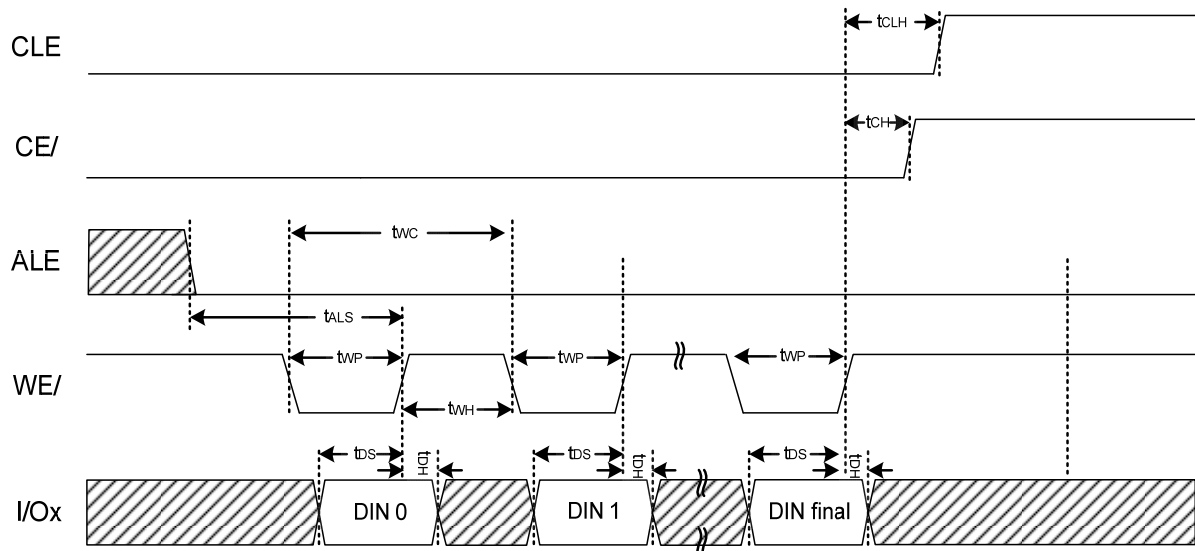 CLE
tCLH
CE/
tCH
ALE
tWC
tALS
WE/
tWP
tWP
tWP
tWH
I/Ox
tDS
tDH
tDS
tDH
tDS
tDH
DIN 0
DIN 1
DIN final